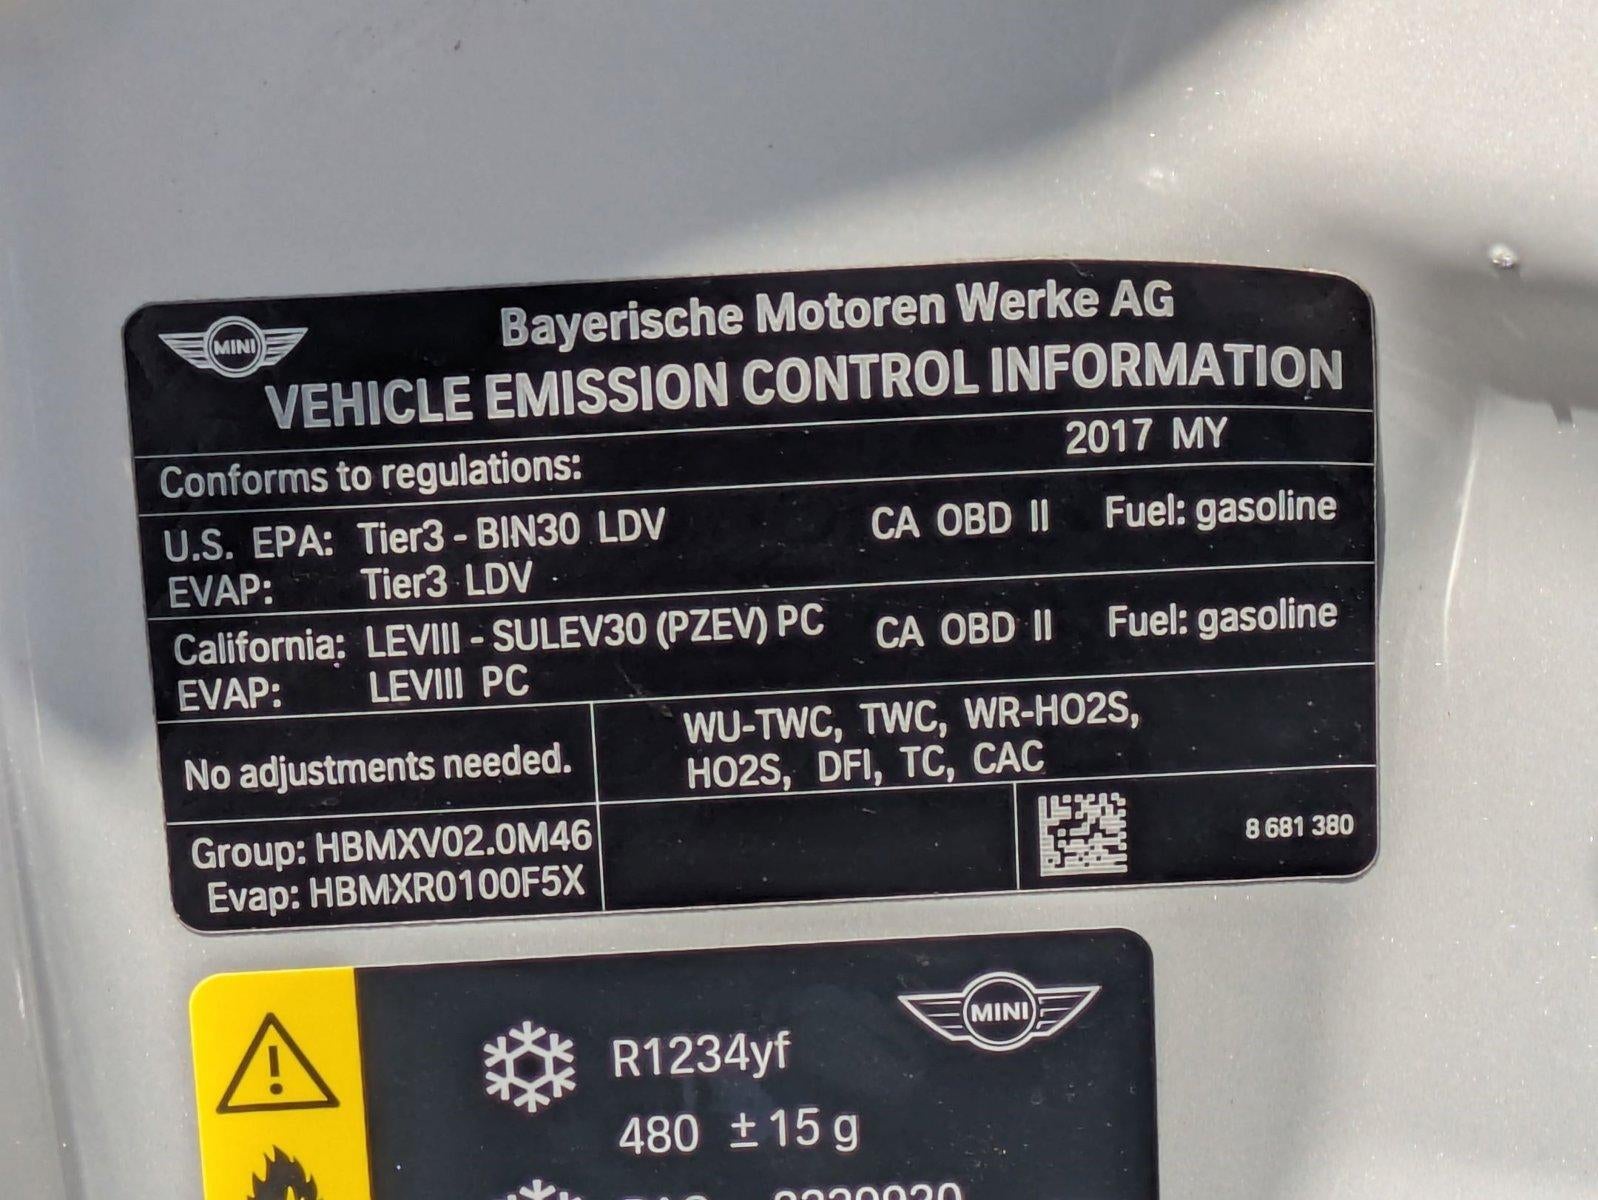 MINI
Bayerische Motoren Werke AG
VEHICLE EMISSION CONTROL INFORMATION
Conforms to regulations: 2017 MY
U.S. EPA: Tier3 - BIN30 LDV CA OBD II Fuel: gasoline
EVAP: Tier3 LDV
California: LEVIII - SULEV30 (PZEV) PC CA OBD II Fuel: gasoline
EVAP: LEVIII PC
No adjustments needed.
WU-TWC, TWC, WR-HO2S,
HO2S, DFI, TC, CAC
Group: HBMXV02.0M46
Evap: HBMXR0100F5X
8 681 380
MINI
R1234yf
480 ±15 g